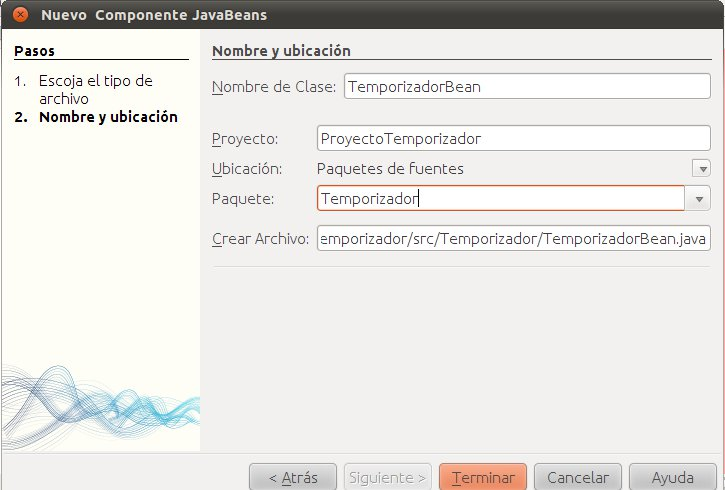 Nuevo  Componente JavaBeans
Pasos
1. Escoja el tipo de
archivo
2. Nombre y ubicación
Nombre y ubicación
Nombre de Clase: TemporizadorBean
Proyecto: ProyectoTemporizador
Ubicación: Paquetes de fuentes
Paquete: Temporizador
Crear Archivo: emporizador/src/Temporizador/TemporizadorBean.java
< Atrás Siguiente > Terminar Cancelar Ayuda